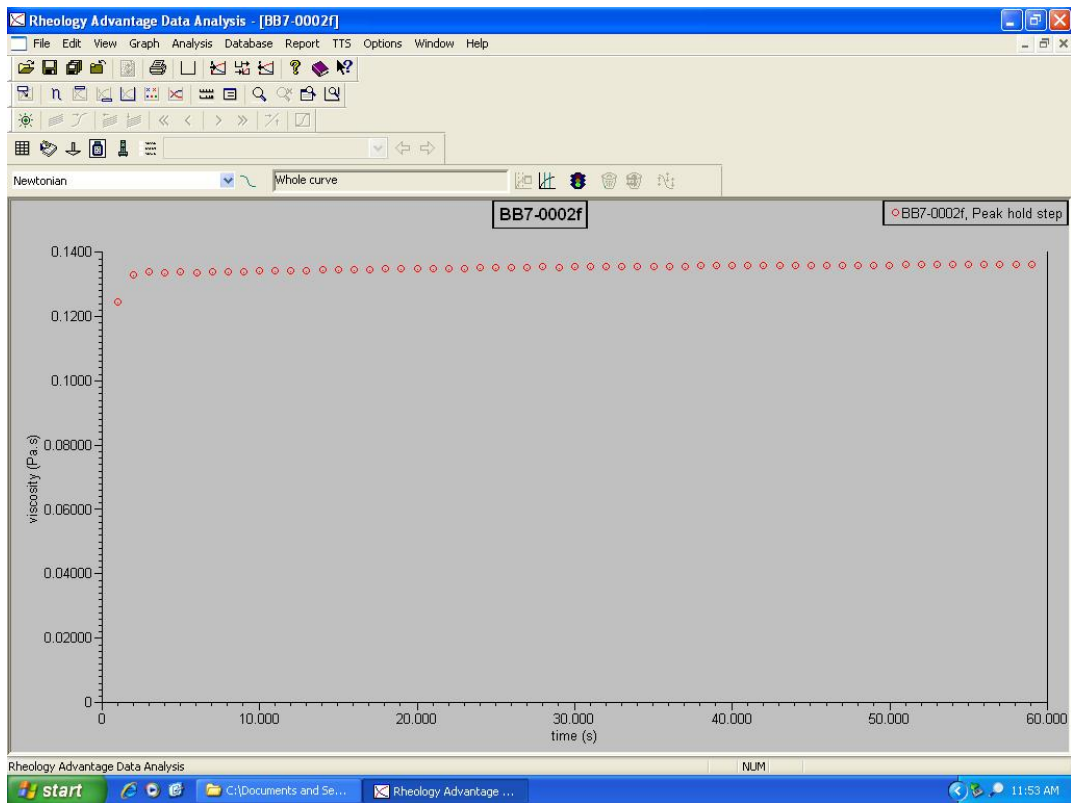 Rheology Advantage Data Analysis - [BB7-0002f]
File Edit View Graph Analysis Database Report TTS Options Window Help
Newtonian
Whole curve
BB7-0002f
BB7-0002f, Peak hold step
0.1400
0.1200
0.1000
0.08000
0.06000
0.04000
0.02000
0
viscosity (Pa.s)
0 10.000 20.000 30.000 40.000 50.000 60.000
time (s)
Rheology Advantage Data Analysis NUM
start C:\Documents and Se... Rheology Advantage ... 11:53 AM